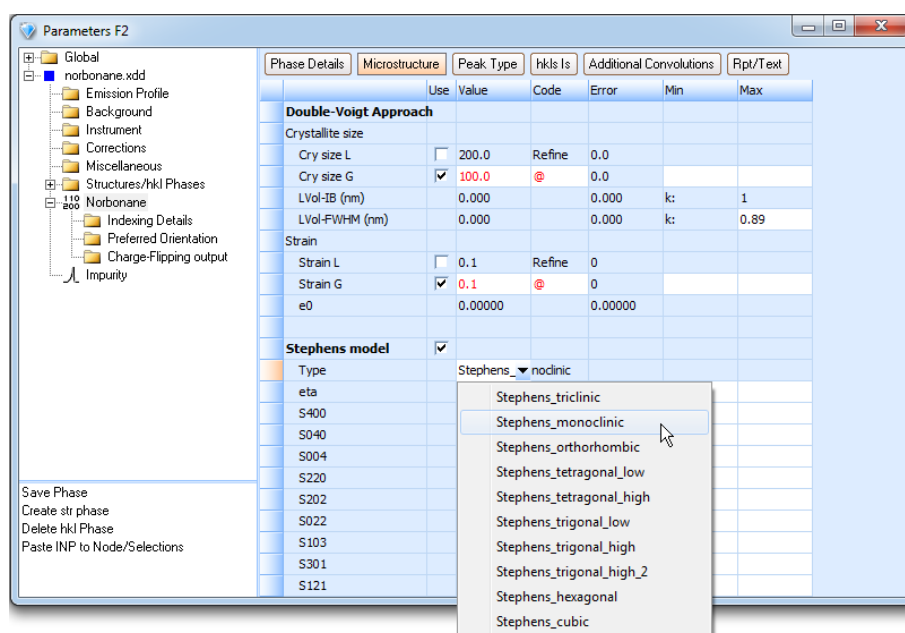 Parameters F2
Global
norbonane.xdd
Emission Profile
Background
Instrument
Corrections
Miscellaneous
Structures/hkl Phases
Norbonane
Indexing Details
Preferred Orientation
Charge-Flipping output
Impurity
Save Phase
Create str phase
Delete hkl Phase
Paste INP to Node/Selections
Phase Details Microstructure Peak Type hkls Is Additional Convolutions Rpt/Text
Use Value Code Error Min Max
Double-Voigt Approach
Crystallite size
Cry size L 200.0 Refine 0.0
Cry size G 100.0 @ 0.0
LVol-IB (nm) 0.000 0.000 k: 1
LVol-FWHM (nm) 0.000 0.000 k: 0.89
Strain
Strain L 0.1 Refine 0
Strain G 0.1 @ 0
e0 0.00000 0.00000
Stephens model
Type Stephens_ noclinic
eta
S400
S040
S004
S220
S202
S022
S103
S301
S121
Stephens_triclinic
Stephens_monoclinic
Stephens_orthorhombic
Stephens_tetragonal_low
Stephens_tetragonal_high
Stephens_trigonal_low
Stephens_trigonal_high
Stephens_trigonal_high_2
Stephens_hexagonal
Stephens_cubic